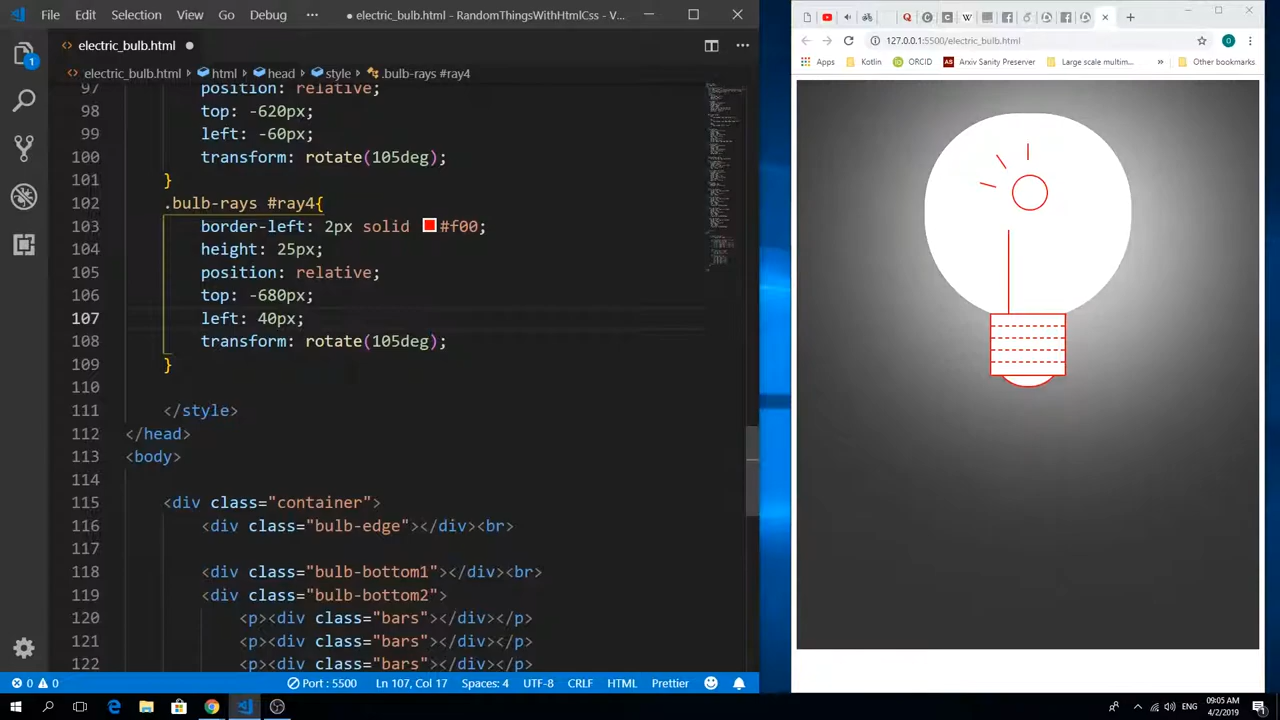 File Edit Selection View Go Debug ··· ● electric_bulb.html - RandomThingsWithHtmlCss - V...
electric_bulb.html
electric_bulb.html > html > > style > .bulb-rays #ray4
127.0.0.1:5500/electric_bulb.html
Apps Kotlin ORCID Arxiv Sanity Preserver Large scale multim... » Other bookmarks
97 position: relative;
98 top: -620px;
99 left: -60px;
100 transform: rotate(105deg);
101 }
102 .bulb-rays #ray4{
103 border-left: 2px solid #f00;
104 height: 25px;
105 position: relative;
106 top: -680px;
107 left: 40px;
108 transform: rotate(105deg);
109 }
110
111 </style>
112 </head>
113 <body>
114
115 <div class="container">
116 <div class="bulb-edge"></div><br>
117
118 <div class="bulb-bottom1"></div><br>
119 <div class="bulb-bottom2">
120 <p><div class="bars"></div></p>
121 <p><div class="bars"></div></p>
122 <p><div class="bars"></div></p>
0 0 Port : 5500 Ln 107, Col 17 Spaces: 4 UTF-8 CRLF HTML Prettier
ENG 09:05 AM
4/2/2019